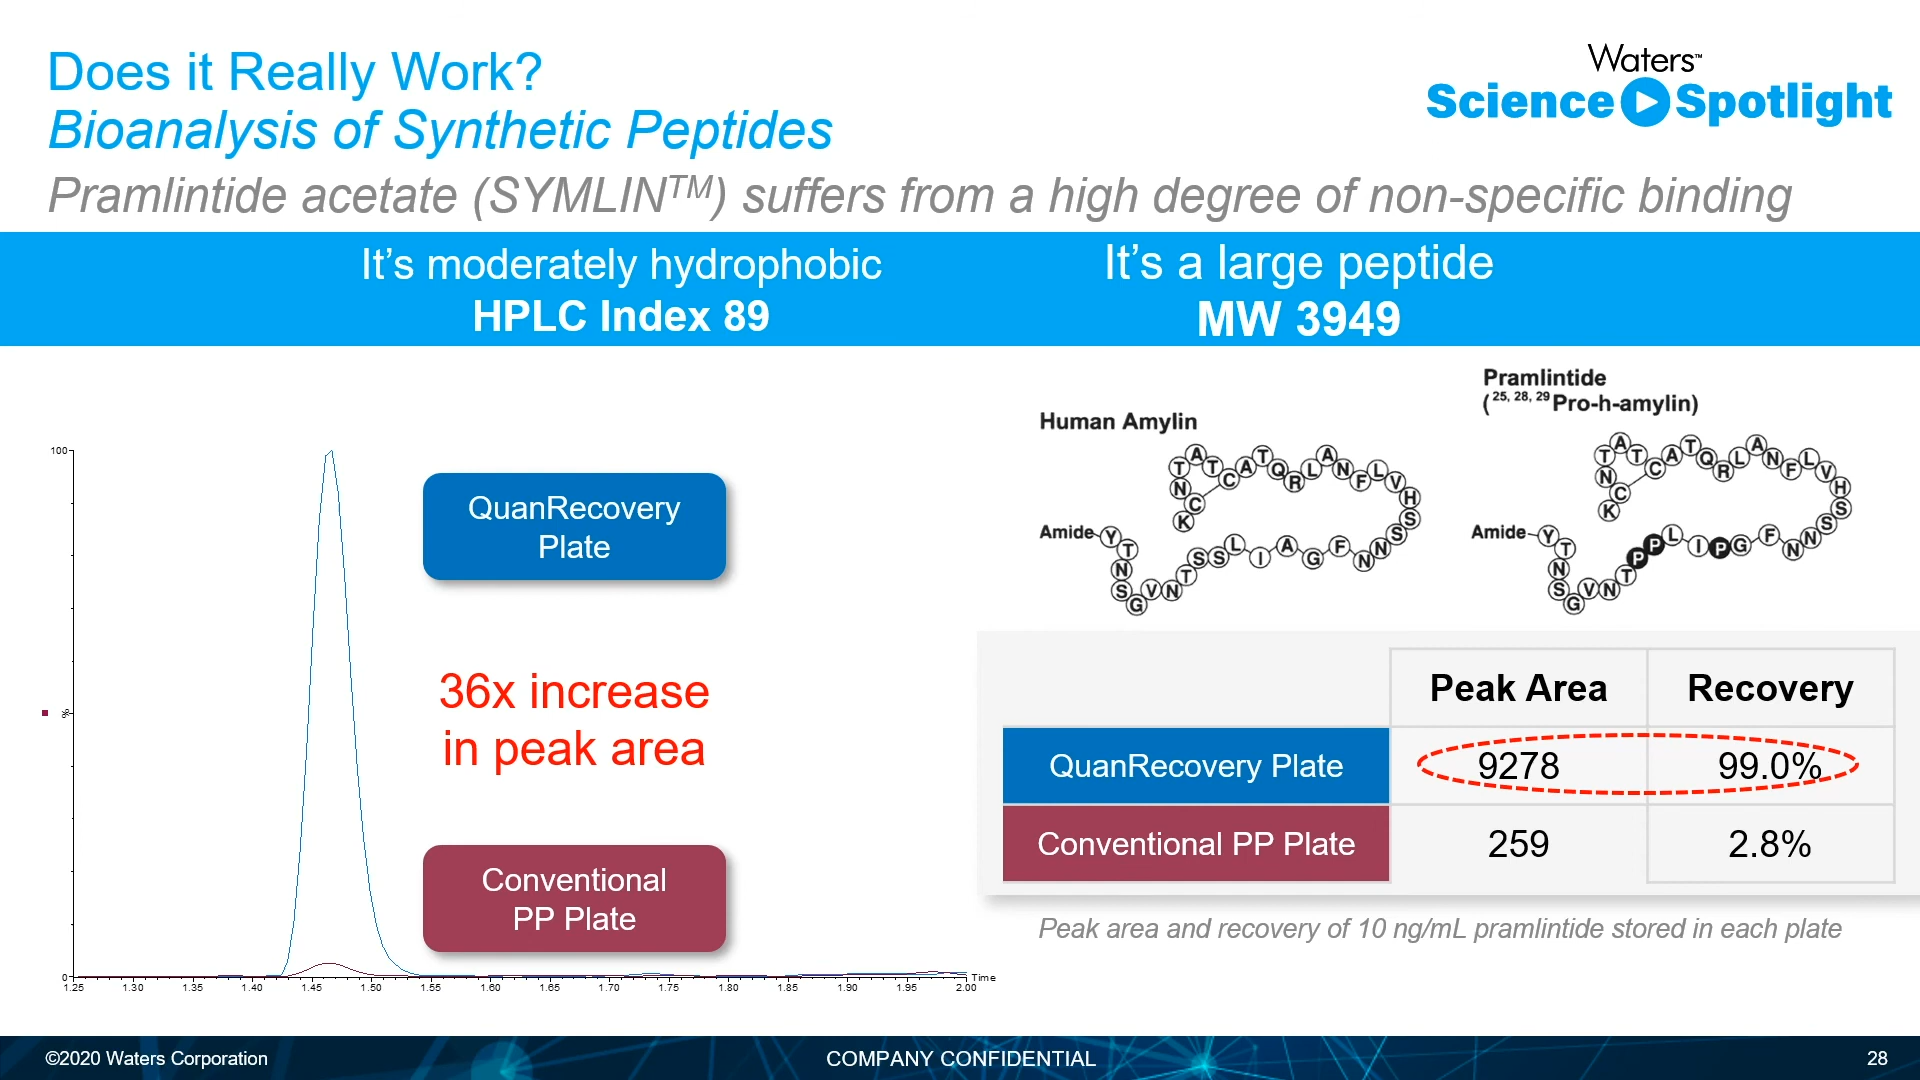 Does it Really Work?
Bioanalysis of Synthetic Peptides
Waters™
Science Spotlight
Pramlintide acetate (SYMLINTM) suffers from a high degree of non-specific binding
It's moderately hydrophobic
HPLC Index 89
It's a large peptide
MW 3949
100
%
0
1.25 1.30 1.35 1.40 1.45 1.50 1.55 1.60 1.65 1.70 1.75 1.80 1.85 1.90 1.95 2.00
Time
QuanRecovery
Plate
36x increase
in peak area
Conventional
PP Plate
Human Amylin
K C N T A T C A T Q R L A N F L V H S S N N F G A I L S S T N V G S N T Y
Amide
Pramlintide
(25, 28, 29 Pro-h-amylin)
K C N T A T C A T Q R L A N F L V H S S N N F G P I L P P T N V G S N T Y
Amide
Peak Area Recovery
QuanRecovery Plate 9278 99.0%
Conventional PP Plate 259 2.8%
Peak area and recovery of 10 ng/mL pramlintide stored in each plate
©2020 Waters Corporation
COMPANY CONFIDENTIAL
28